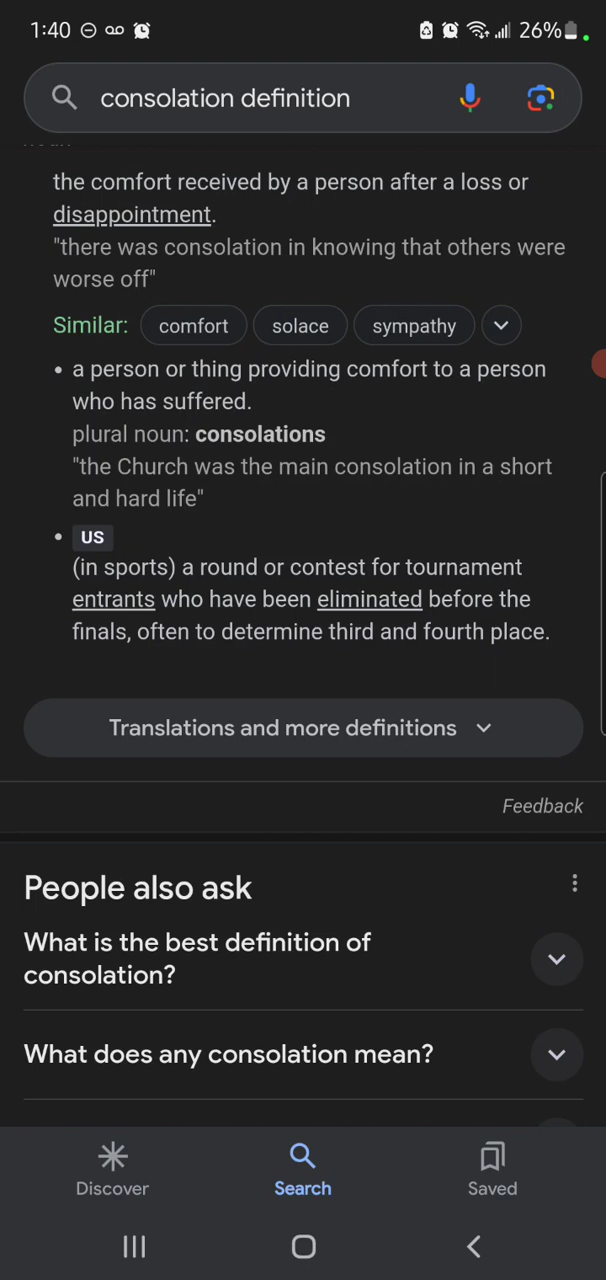 1:40 26%
consolation definition
the comfort received by a person after a loss or
disappointment.
"there was consolation in knowing that others were
worse off"
Similar: comfort solace sympathy
• a person or thing providing comfort to a person
who has suffered.
plural noun: consolations
"the Church was the main consolation in a short
and hard life"
• US
(in sports) a round or contest for tournament
entrants who have been eliminated before the
finals, often to determine third and fourth place.
Translations and more definitions
Feedback
People also ask
What is the best definition of
consolation?
What does any consolation mean?
Discover Search Saved